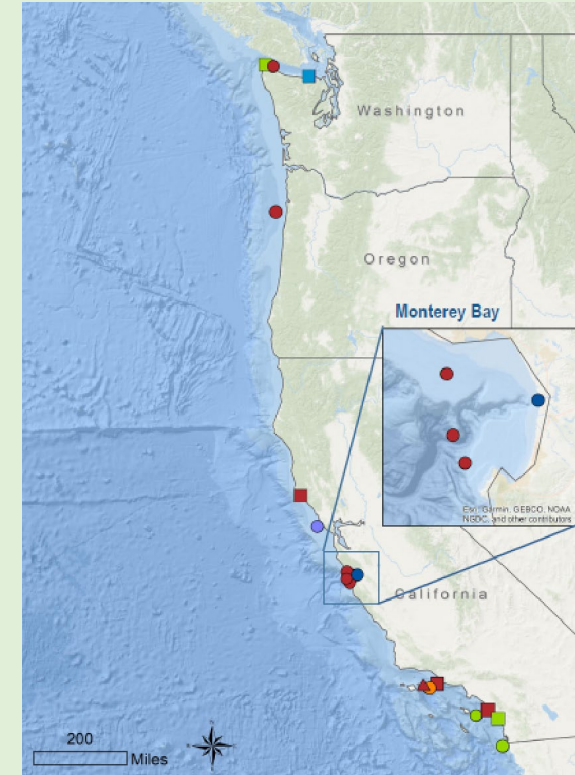 Washington
Oregon
Monterey Bay
Esri, Garmin, GEBCO, NOAA
NGDC, and other contributors
California
200
Miles